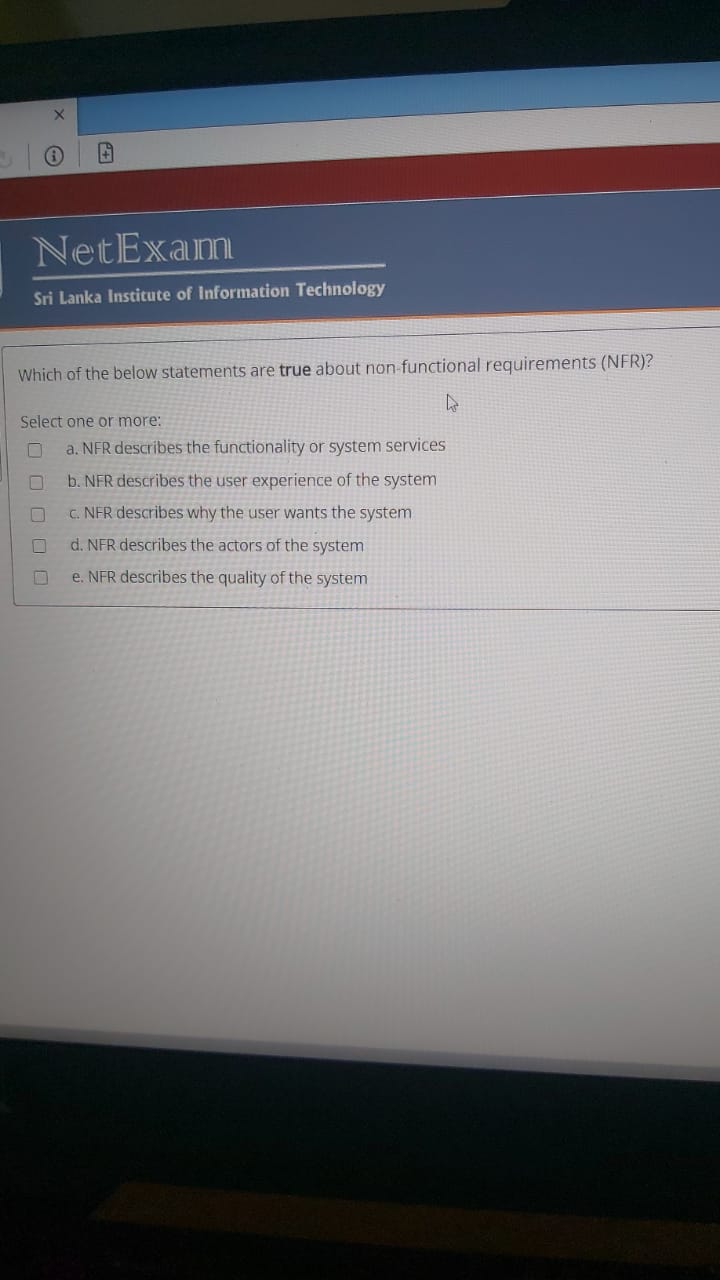 NetExam
Sri Lanka Institute of Information Technology
Which of the below statements are true about non-functional requirements (NFR)?
Select one or more:
a. NFR describes the functionality or system services
b. NFR describes the user experience of the system
c. NFR describes why the user wants the system
d. NFR describes the actors of the system
e. NFR describes the quality of the system